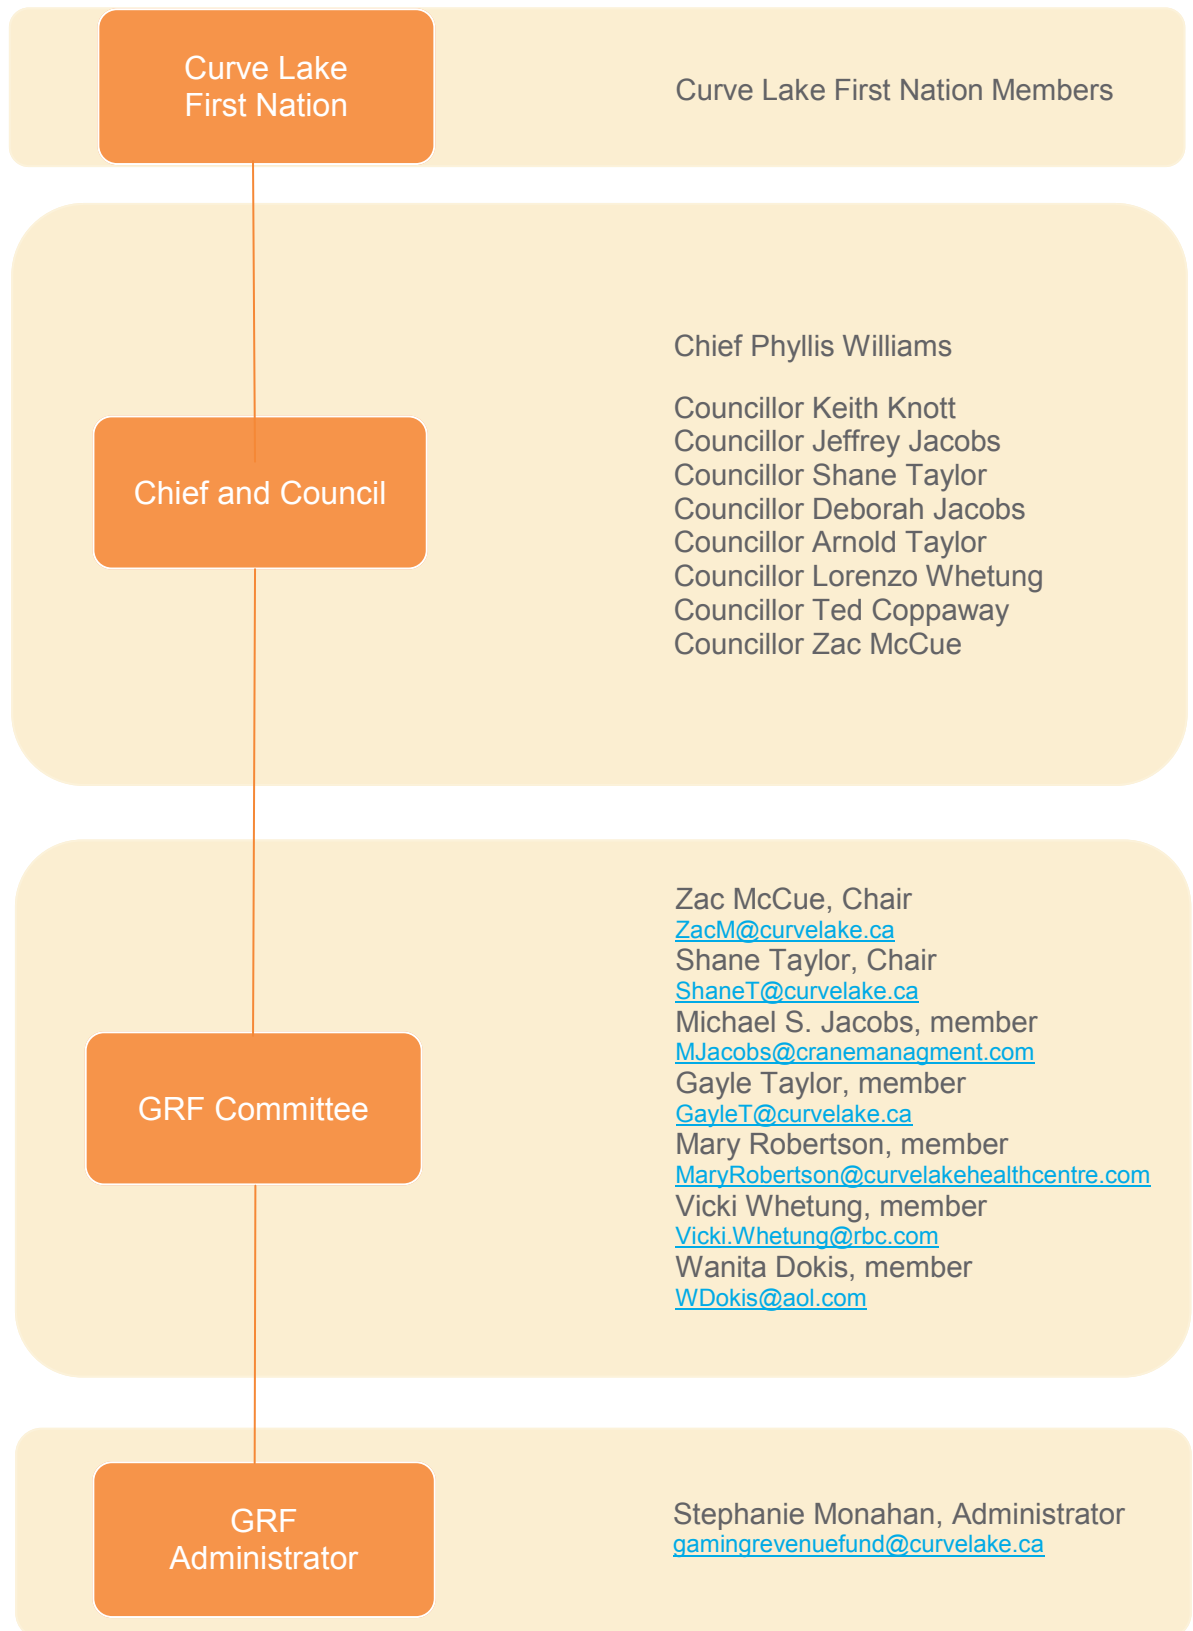 Curve Lake
First Nation
Curve Lake First Nation Members
Chief and Council
Chief Phyllis Williams
Councillor Keith Knott
Councillor Jeffrey Jacobs
Councillor Shane Taylor
Councillor Deborah Jacobs
Councillor Arnold Taylor
Councillor Lorenzo Whetung
Councillor Ted Coppaway
Councillor Zac McCue
GRF Committee
Zac McCue, Chair
ZacM@curvelake.ca
Shane Taylor, Chair
ShaneT@curvelake.ca
Michael S. Jacobs, member
MJacobs@cranemanagment.com
Gayle Taylor, member
GayleT@curvelake.ca
Mary Robertson, member
MaryRobertson@curvelakehealthcentre.com
Vicki Whetung, member
Vicki.Whetung@rbc.com
Wanita Dokis, member
WDokis@aol.com
GRF
Administrator
Stephanie Monahan, Administrator
gamingrevenuefund@curvelake.ca